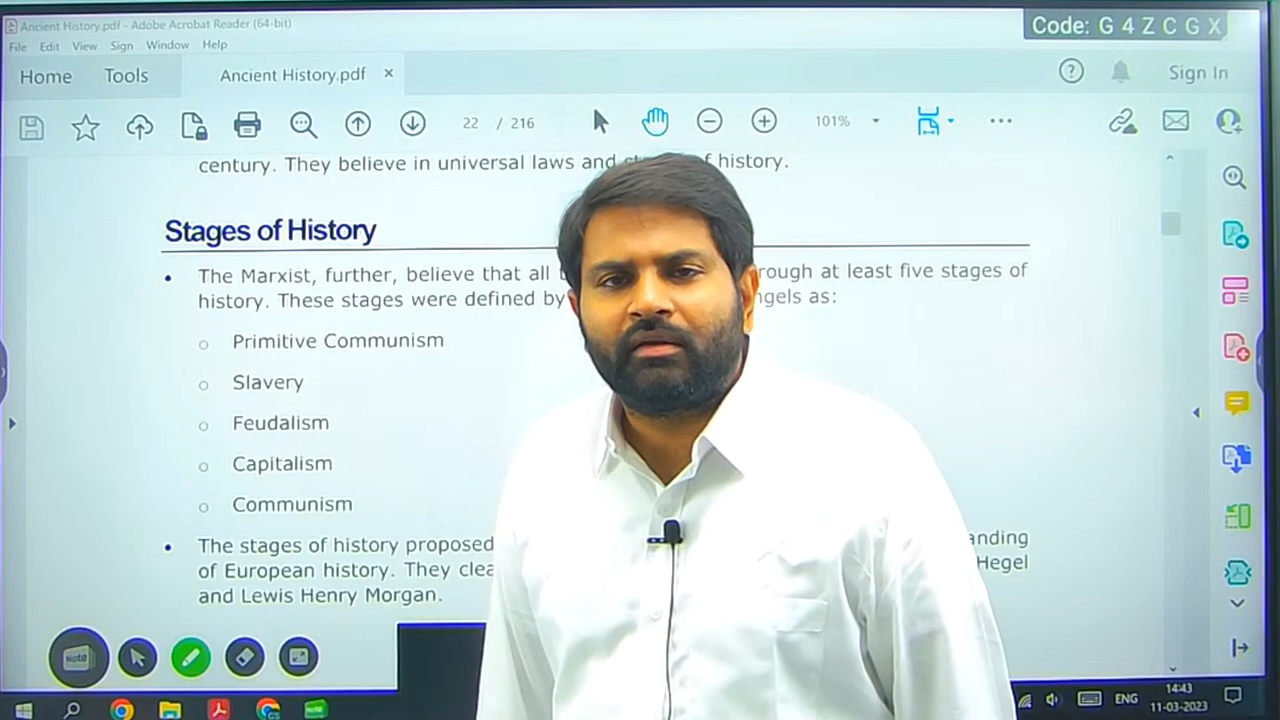 Ancient History.pdf - Adobe Acrobat Reader (64-bit)
Code: G 4 Z C G X
File Edit View Sign Window Help
Home Tools Ancient History.pdf × Sign In
22 / 216 101%
century. They believe in universal laws and of history.
Stages of History
• The Marxist, further, believe that all rough at least five stages of
history. These stages were defined by ngels as:
o Primitive Communism
o Slavery
o Feudalism
o Capitalism
o Communism
• The stages of history proposed anding
of European history. They clea Hegel
and Lewis Henry Morgan.
Note
ENG 14:43
11-03-2023